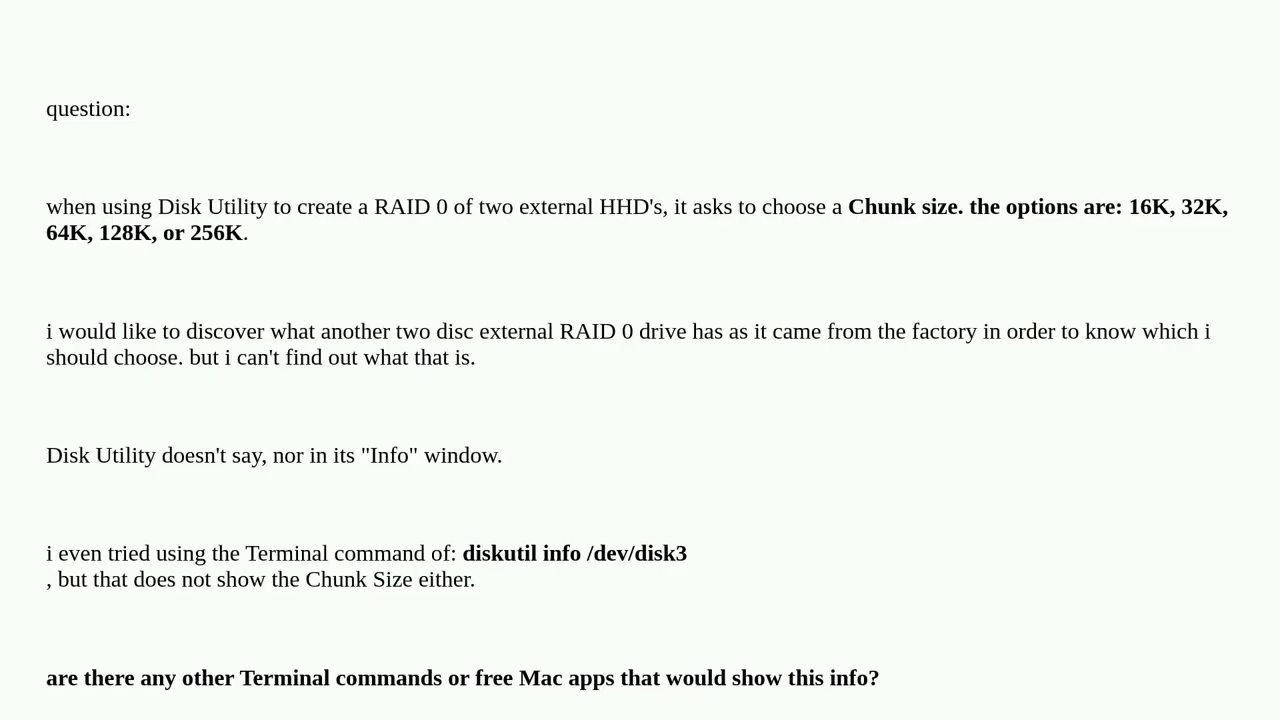 question:
when using Disk Utility to create a RAID 0 of two external HHD's, it asks to choose a Chunk size. the options are: 16K, 32K,
64K, 128K, or 256K.
i would like to discover what another two disc external RAID 0 drive has as it came from the factory in order to know which i
should choose. but i can't find out what that is.
Disk Utility doesn't say, nor in its "Info" window.
i even tried using the Terminal command of: diskutil info /dev/disk3
, but that does not show the Chunk Size either.
are there any other Terminal commands or free Mac apps that would show this info?